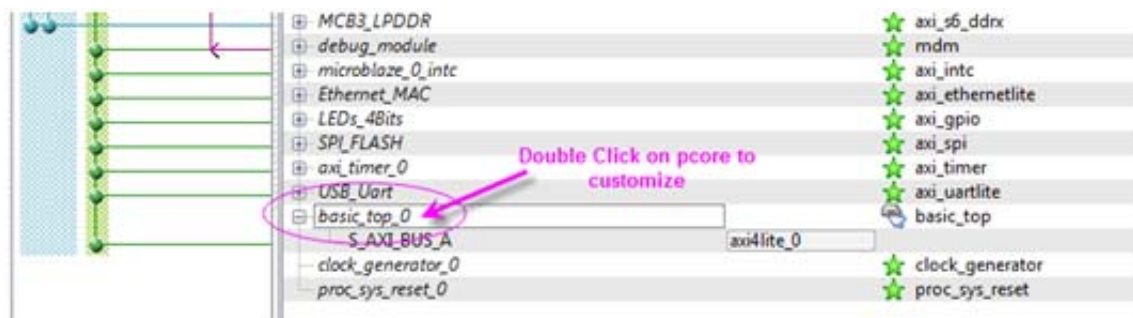 MCB3_LPDDR axi_s6_ddrx
debug_module mdm
microblaze_0_intc axi_intc
Ethernet_MAC axi_ethernetlite
LEDs_4Bits axi_gpio
SPI_FLASH axi_spi
axi_timer_0 axi_timer
USB_Uart axi_uartlite
Double Click on pcore to
customize
basic_top_0 basic_top
S_AXI_BUS_A axi4lite_0
clock_generator_0 clock_generator
proc_sys_reset_0 proc_sys_reset